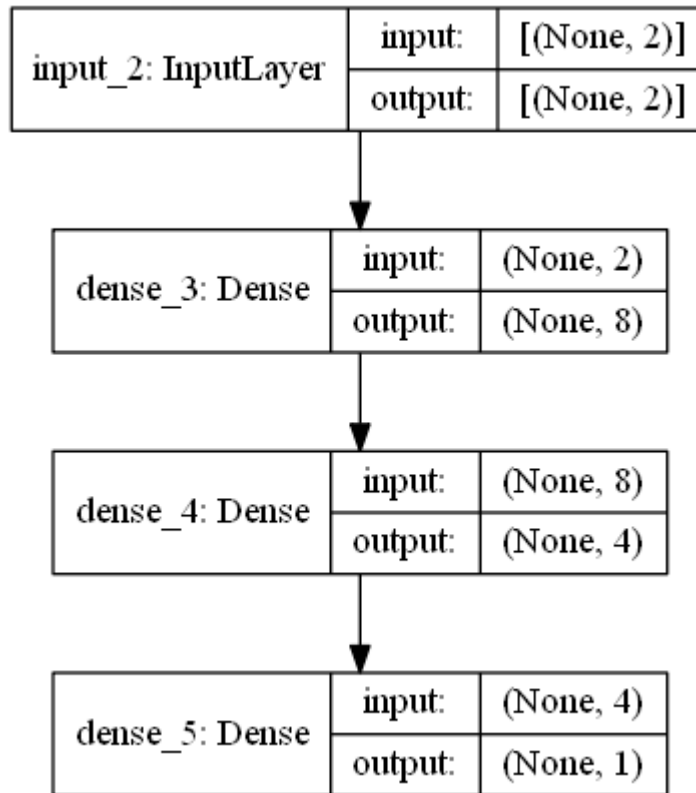 input_2: InputLayer
input: [(None, 2)]
output: [(None, 2)]
dense_3: Dense
input: (None, 2)
output: (None, 8)
dense_4: Dense
input: (None, 8)
output: (None, 4)
dense_5: Dense
input: (None, 4)
output: (None, 1)